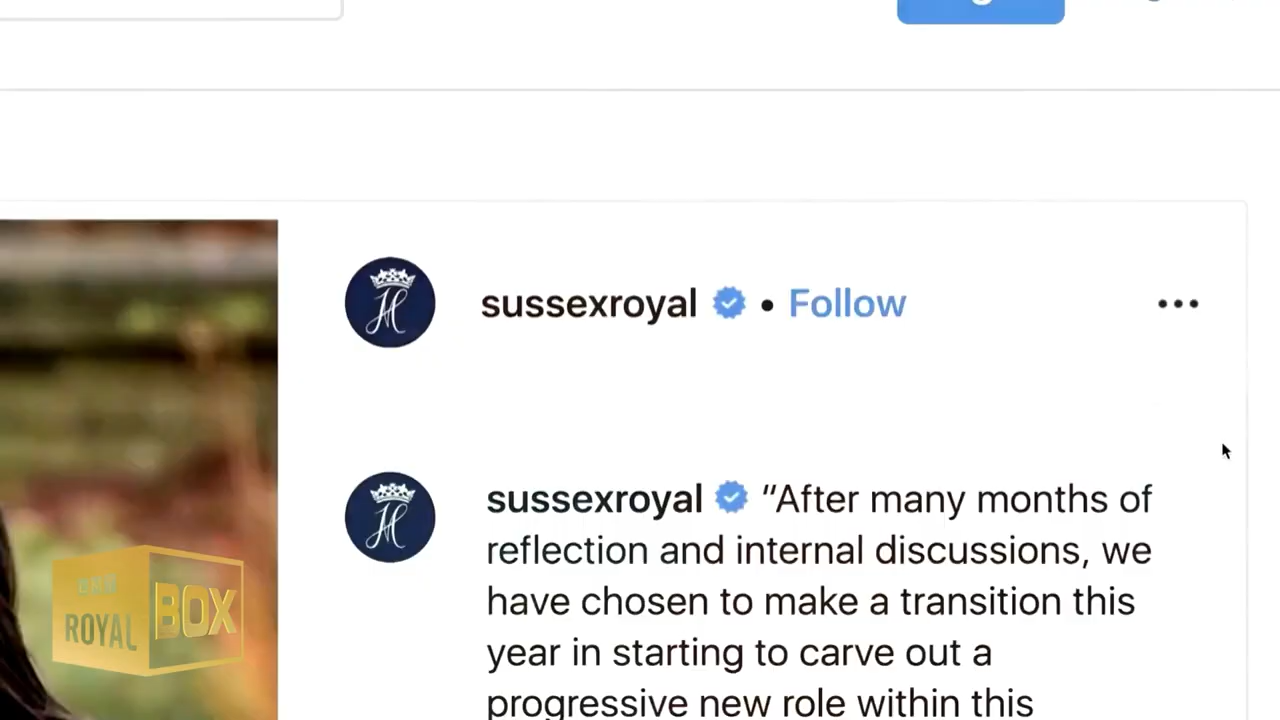 sussexroyal • Follow
sussexroyal "After many months of
reflection and internal discussions, we
have chosen to make a transition this
year in starting to carve out a
progressive new role within this
ROYAL
BOX